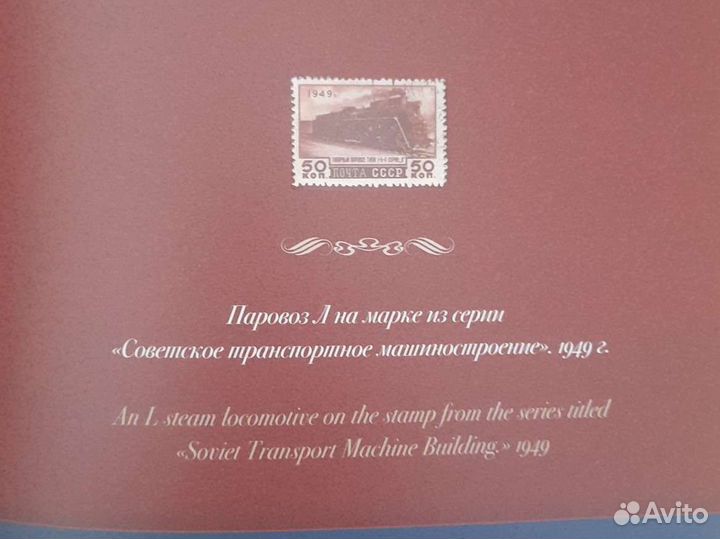 1949г.
50 50
КОП ПОЧТА СССР КОП
Паровоз Л на марке из серии
«Советское транспортное машиностроение». 1949 г.
An L steam locomotive on the stamp from the series titled
«Soviet Transport Machine Building.» 1949
Avito